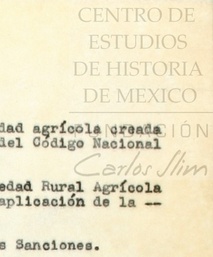 CENTRO DE
ESTUDIOS
DE HISTORIA
DE MEXICO
FUNDACIÓN
Carlos Slim
dad agrícola creada
del Código Nacional
edad Rural Agrícola
aplicación de la --
s Sanciones.